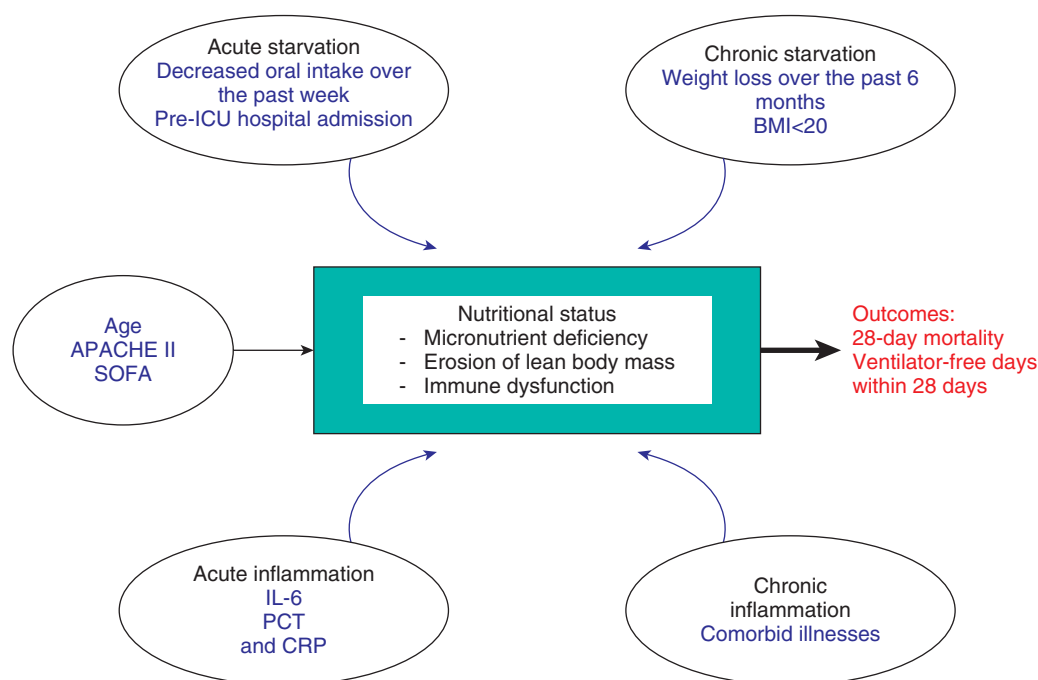 Acute starvation
Decreased oral intake over
the past week
Pre-ICU hospital admission
Chronic starvation
Weight loss over the past 6
months
BMI<20
Age
APACHE II
SOFA
Nutritional status
- Micronutrient deficiency
- Erosion of lean body mass
- Immune dysfunction
Outcomes:
28-day mortality
Ventilator-free days
within 28 days
Acute inflammation
IL-6
PCT
and CRP
Chronic
inflammation
Comorbid illnesses